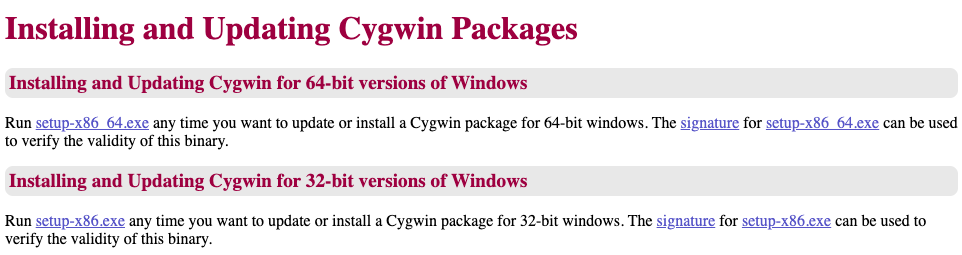 Installing and Updating Cygwin Packages
Installing and Updating Cygwin for 64-bit versions of Windows
Run setup-x86_64.exe any time you want to update or install a Cygwin package for 64-bit windows. The signature for setup-x86_64.exe can be used
to verify the validity of this binary.
Installing and Updating Cygwin for 32-bit versions of Windows
Run setup-x86.exe any time you want to update or install a Cygwin package for 32-bit windows. The signature for setup-x86.exe can be used to
verify the validity of this binary.